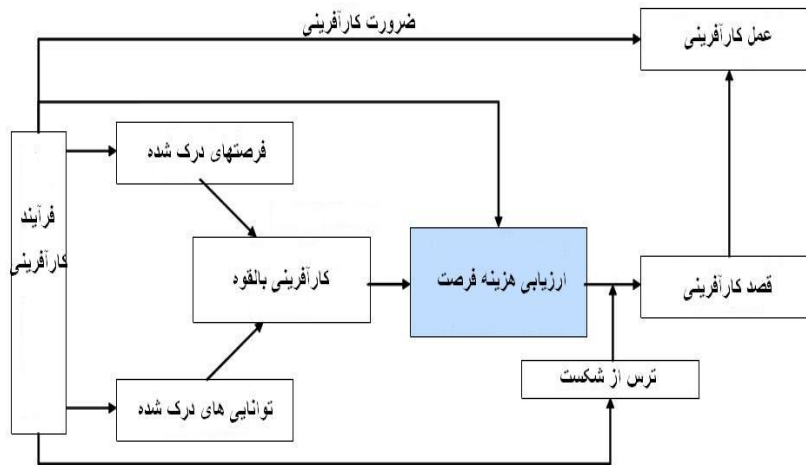 ضرورت کارآفرینی
عمل کارآفرینی
فرصتهای درک شده
فرآیند
کارآفرینی
کارآفرینی بالقوه
ارزیابی هزینه فرصت
قصد کارآفرینی
ترس از شکست
توانایی های درک شده